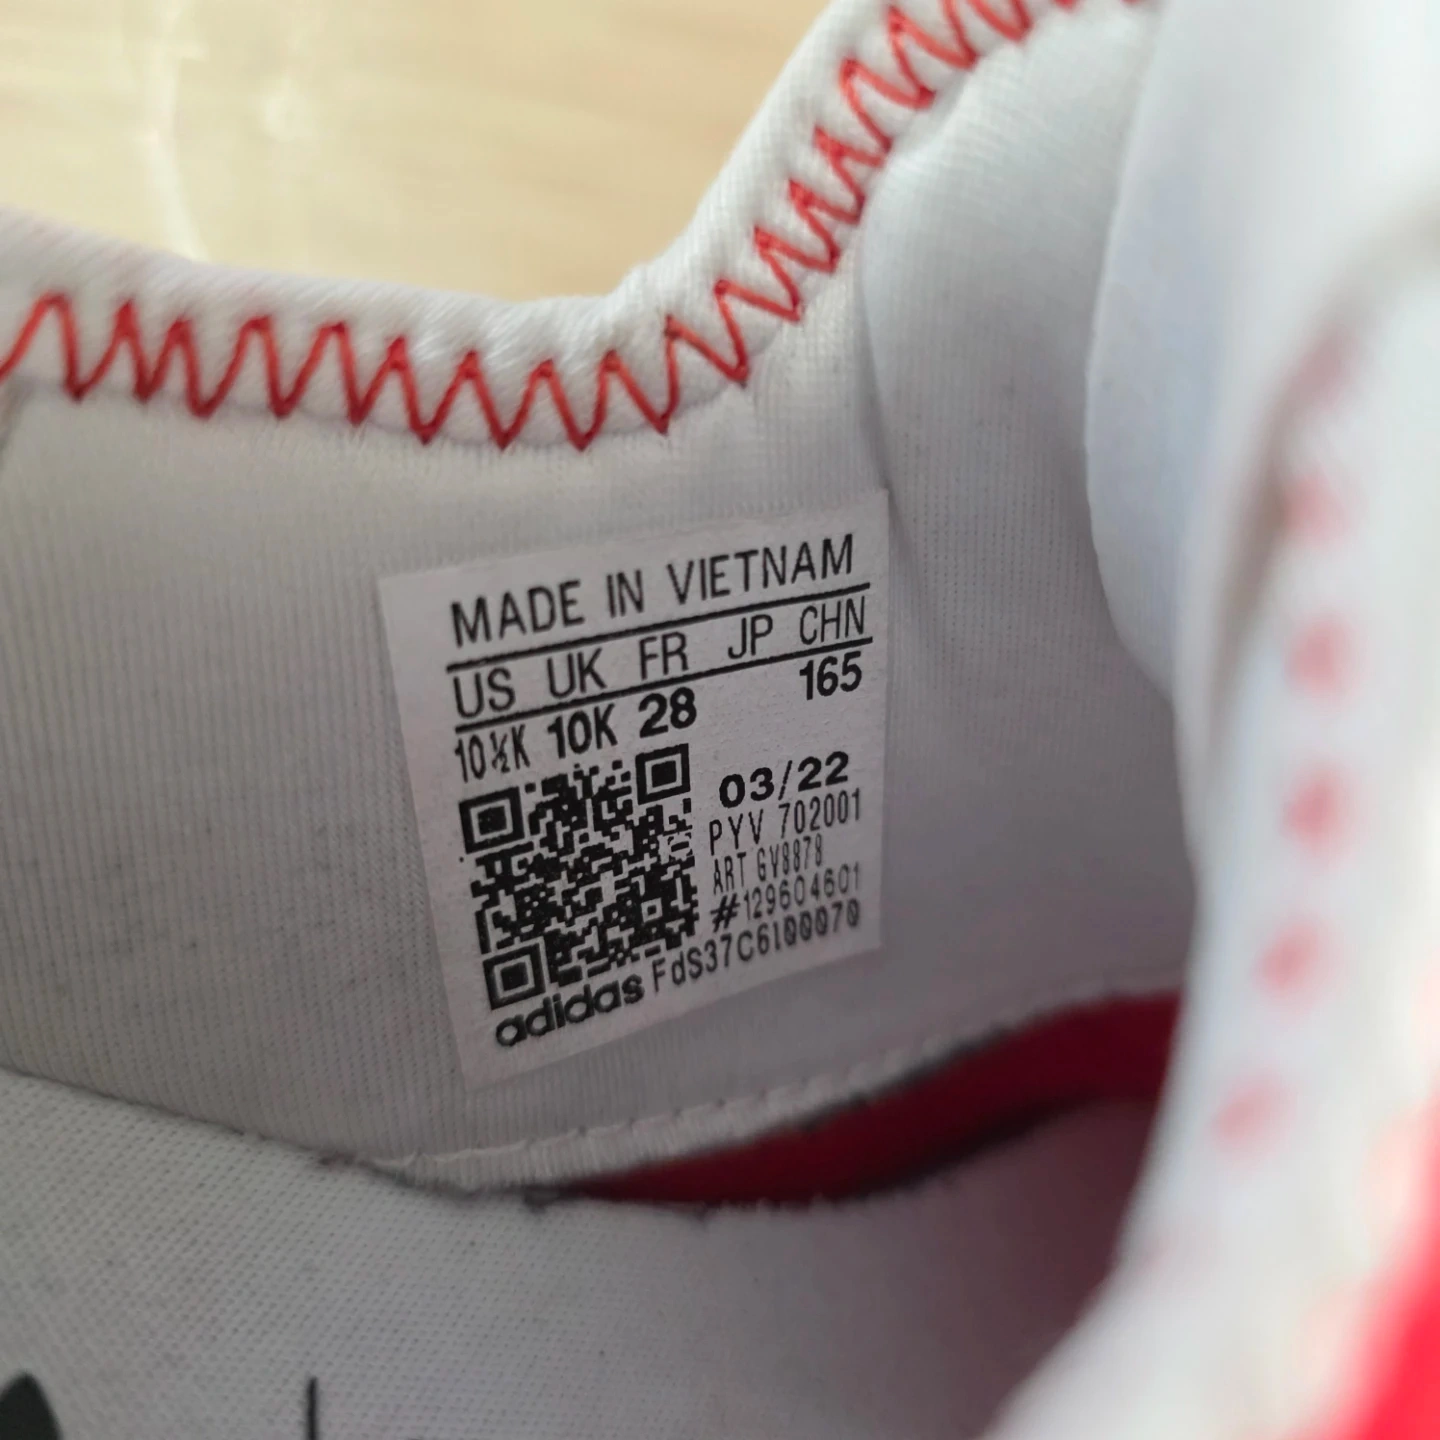 MADE IN VIETNAM
US UK FR JP CHN
10½K 10K 28 165
03/22
PYV 702001
ART GV8878
#129604601
adidas FdS37C6100070